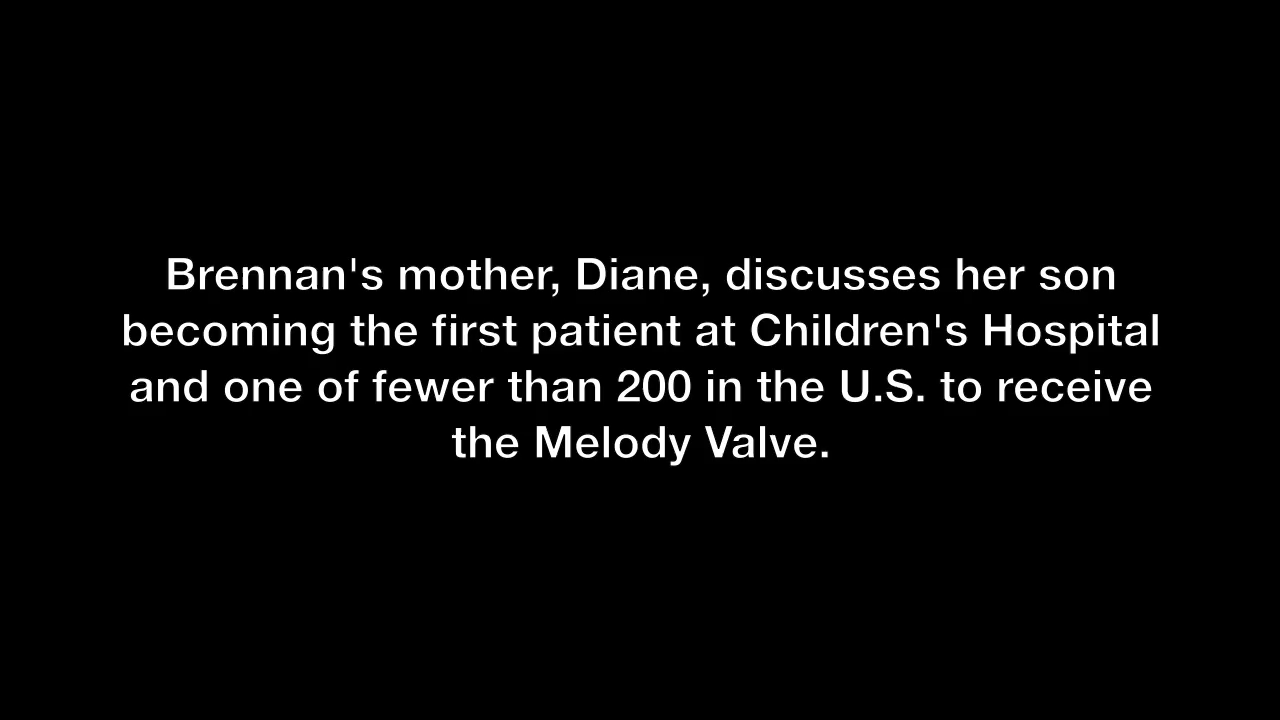 Brennan's mother, Diane, discusses her son
becoming the first patient at Children's Hospital
and one of fewer than 200 in the U.S. to receive
the Melody Valve.